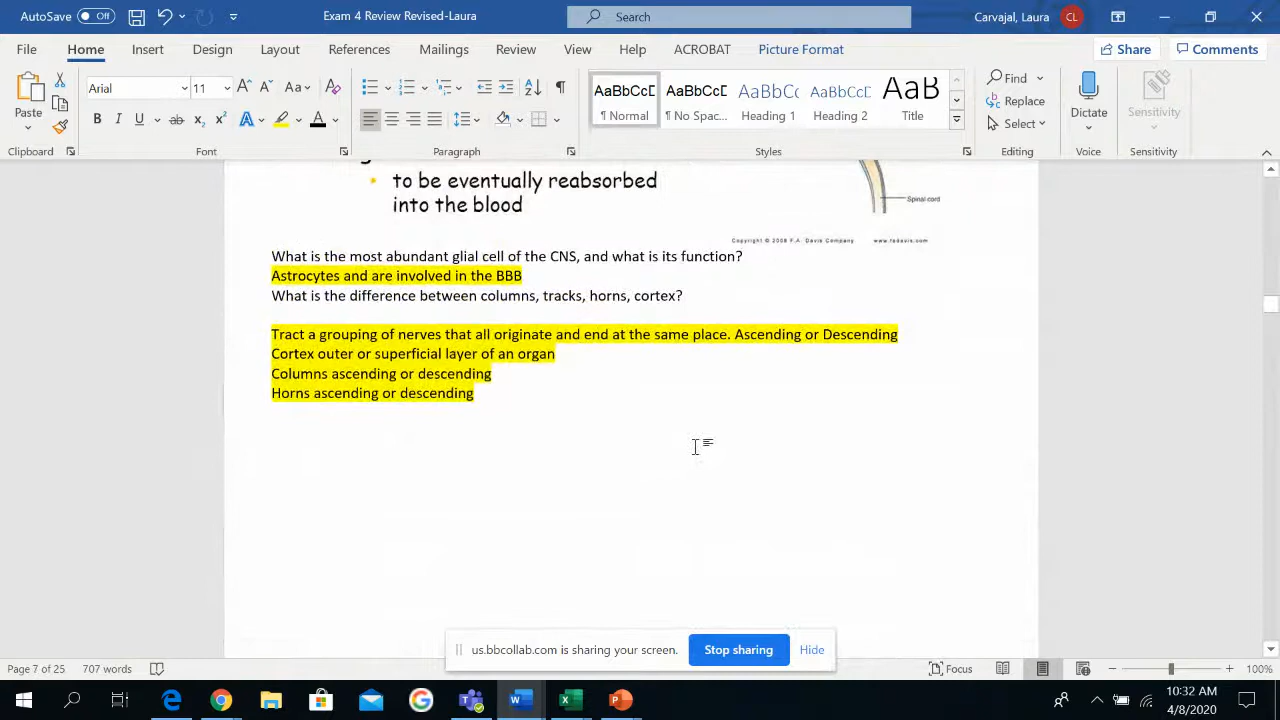 AutoSave Off Exam 4 Review Revised-Laura Search Carvajal, Laura CL
File Home Insert Design Layout References Mailings Review View Help ACROBAT Picture Format Share Comments
Paste
Arial 11
AaBbCcD AaBbCcD AaBbCc AaBbCcD AaB
¶ Normal ¶ No Spac... Heading 1 Heading 2 Title
Find
Replace
Select
Dictate
Sensitivity
Clipboard Font Paragraph Styles Editing Voice Sensitivity
• to be eventually reabsorbed
into the blood
Spinal cord
Copyright © 2008 F.A. Davis Company www.fadavis.com
What is the most abundant glial cell of the CNS, and what is its function?
Astrocytes and are involved in the BBB
What is the difference between columns, tracks, horns, cortex?
Tract a grouping of nerves that all originate and end at the same place. Ascending or Descending
Cortex outer or superficial layer of an organ
Columns ascending or descending
Horns ascending or descending
us.bbcollab.com is sharing your screen. Stop sharing Hide
Page 7 of 25 707 words Focus 100%
10:32 AM
4/8/2020